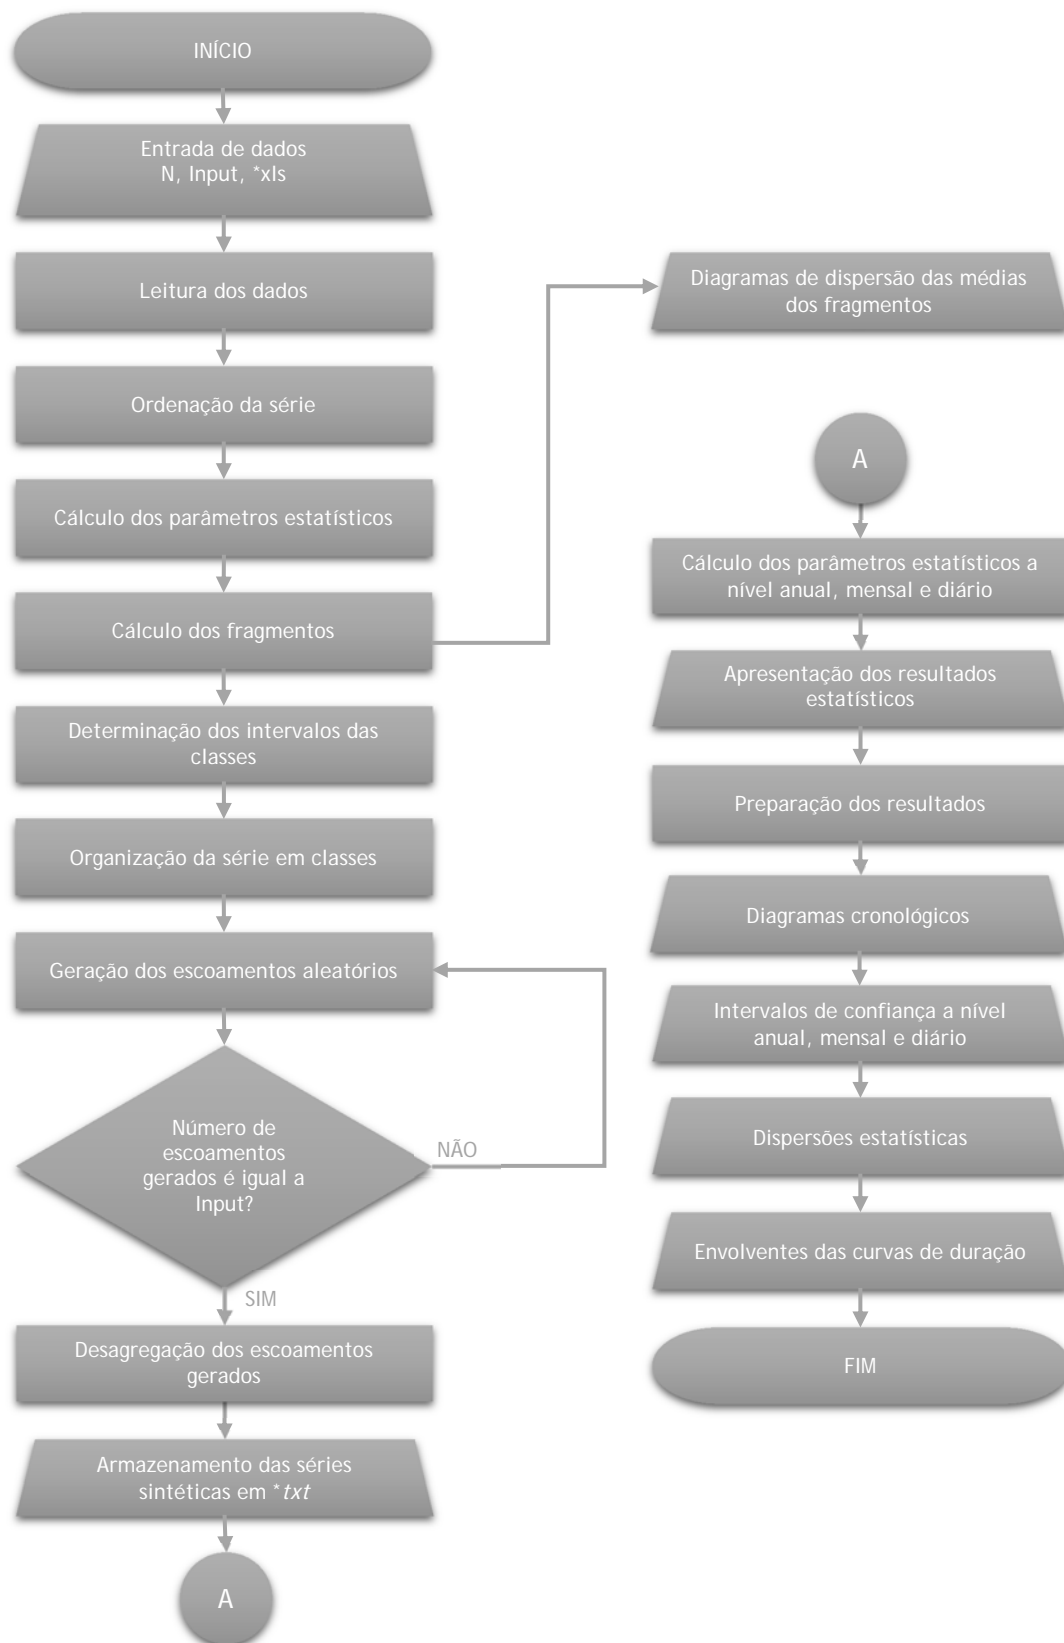 INÍCIO
Entrada de dados
N, Input, *xls
Leitura dos dados
Ordenação da série
Cálculo dos parâmetros estatísticos
Cálculo dos fragmentos
Determinação dos intervalos das
classes
Organização da série em classes
Geração dos escoamentos aleatórios
Número de
escoamentos
gerados é igual a
Input?
NÃO
SIM
Desagregação dos escoamentos
gerados
Armazenamento das séries
sintéticas em *txt
A
Diagramas de dispersão das médias
dos fragmentos
A
Cálculo dos parâmetros estatísticos a
nível anual, mensal e diário
Apresentação dos resultados
estatísticos
Preparação dos resultados
Diagramas cronológicos
Intervalos de confiança a nível
anual, mensal e diário
Dispersões estatísticas
Envolventes das curvas de duração
FIM